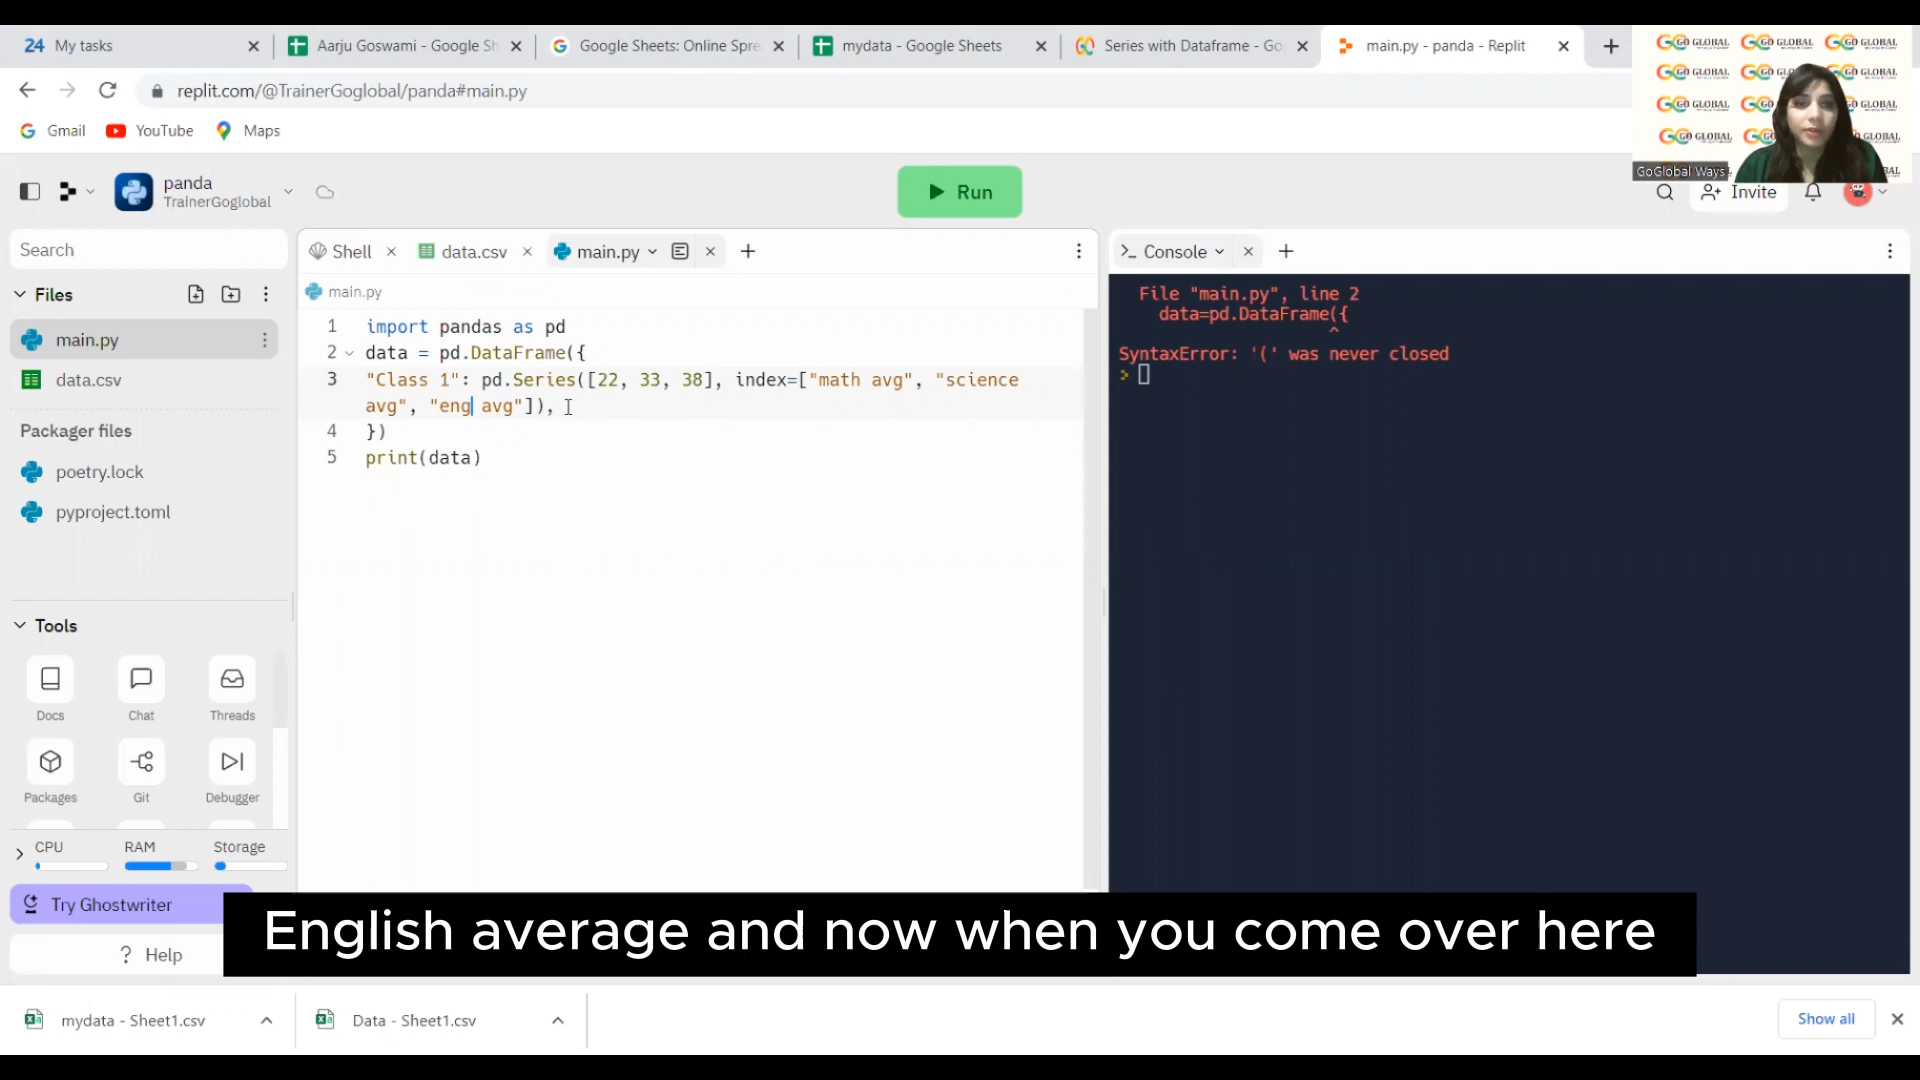 24 My tasks
Aarju Goswami - Google Sh
Google Sheets: Online Spre
mydata - Google Sheets
Series with Dataframe - Go
main.py - panda - Replit
replit.com/@TrainerGoglobal/panda#main.py
Gmail YouTube Maps
GO GLOBAL GO GLOBAL GO GLOBAL
GoGlobal Ways
panda
TrainerGoglobal
Run
Invite
Search
Shell data.csv main.py
Console
Files
main.py
data.csv
Packager files
poetry.lock
pyproject.toml
main.py
1 import pandas as pd
2 data = pd.DataFrame({
3 "Class 1": pd.Series([22, 33, 38], index=["math avg", "science
avg", "eng avg"]),
4 })
5 print(data)
File "main.py", line 2
data=pd.DataFrame({
^
SyntaxError: '(' was never closed
>
Tools
Docs Chat Threads
Packages Git Debugger
CPU RAM Storage
Try Ghostwriter
? Help
English average and now when you come over here
mydata - Sheet1.csv
Data - Sheet1.csv
Show all